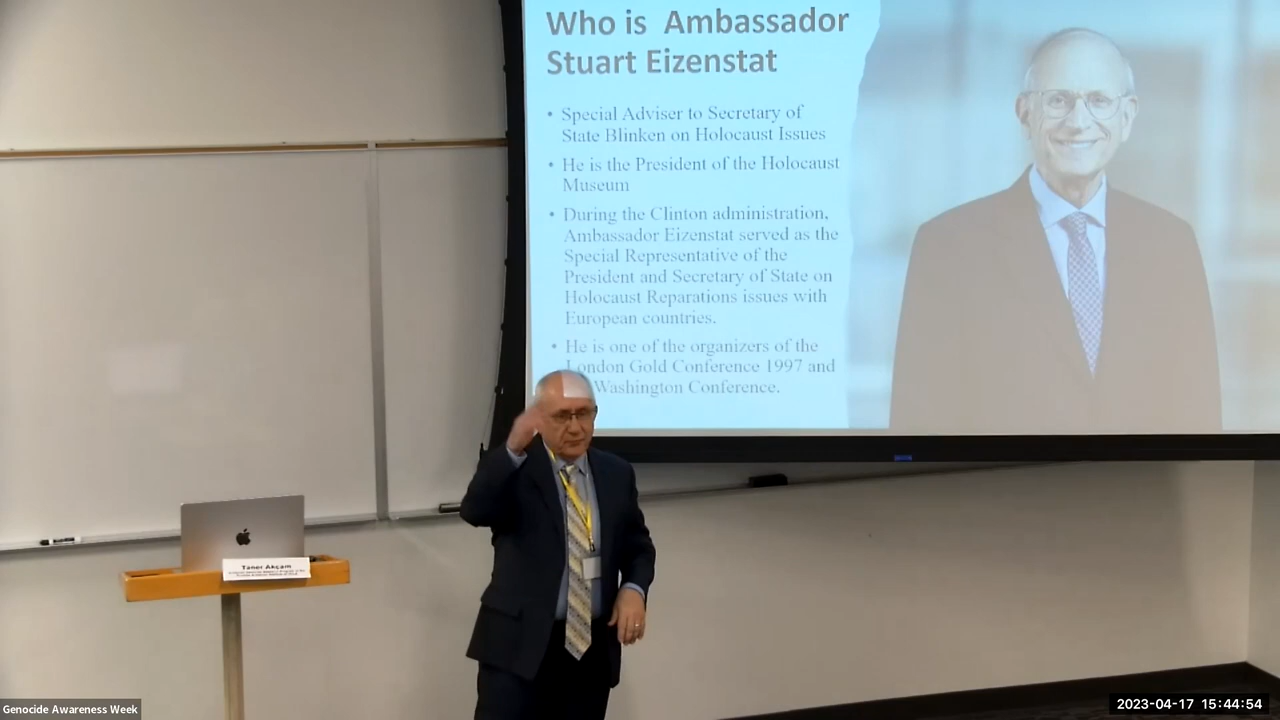 Who is Ambassador
Stuart Eizenstat
• Special Adviser to Secretary of
State Blinken on Holocaust Issues
• He is the President of the Holocaust
Museum
• During the Clinton administration,
Ambassador Eizenstat served as the
Special Representative of the
President and Secretary of State on
Holocaust Reparations issues with
European countries.
• He is one of the organizers of the
London Gold Conference 1997 and
Washington Conference.
Taner Akçam
Genocide Awareness Week
2023-04-17 15:44:54